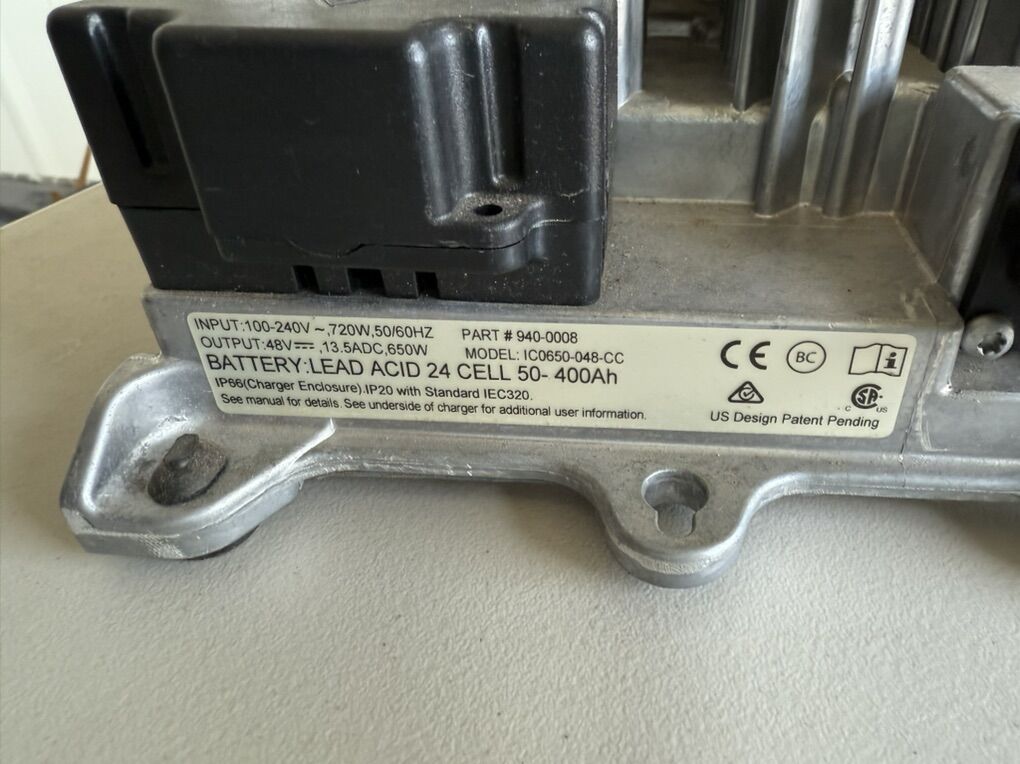 INPUT:100-240V ~,720W,50/60HZ PART # 940-0008
OUTPUT:48V⎓,13.5ADC,650W MODEL: IC0650-048-CC
BATTERY:LEAD ACID 24 CELL 50- 400Ah
IP66(Charger Enclosure).IP20 with Standard IEC320.
See manual for details. See underside of charger for additional user information.
CE BC i
C SA US
US Design Patent Pending